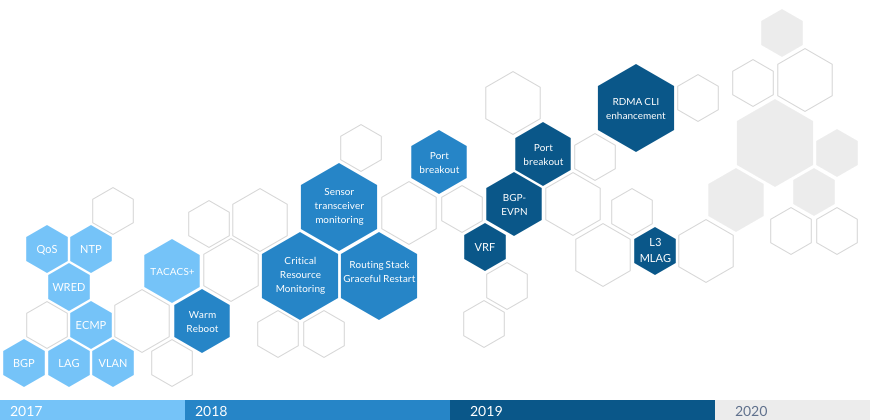 RDMA CLI
enhancement
Port
breakout
Port
breakout
Sensor
transceiver
monitoring
BGP-
EVPN
QoS
NTP
VRF
L3
MLAG
TACACS+
Critical
Resource
Monitoring
Routing Stack
Graceful Restart
WRED
Warm
Reboot
ECMP
BGP
LAG
VLAN
2017
2018
2019
2020